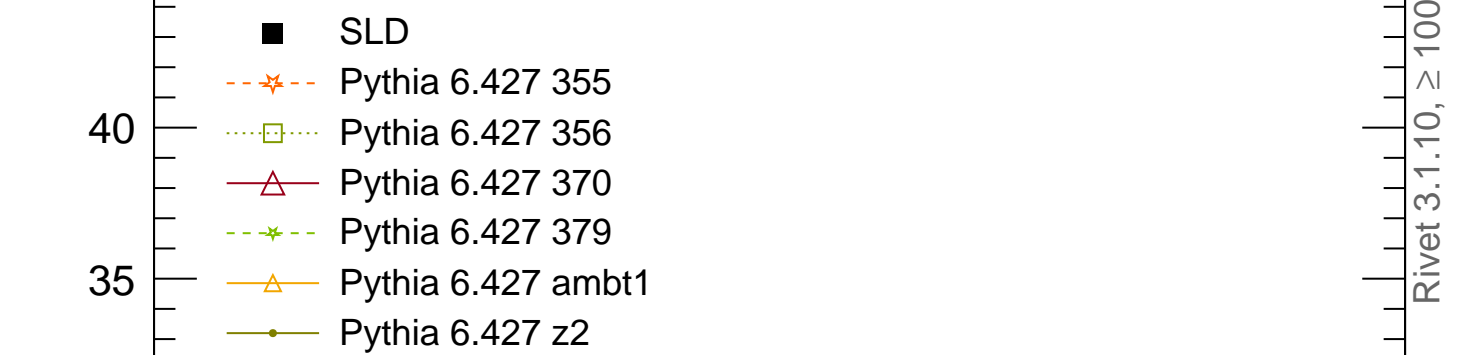 SLD
Pythia 6.427 355
40
Pythia 6.427 356
Pythia 6.427 370
Pythia 6.427 379
35
Pythia 6.427 ambt1
Pythia 6.427 z2
Rivet 3.1.10, ≥ 100